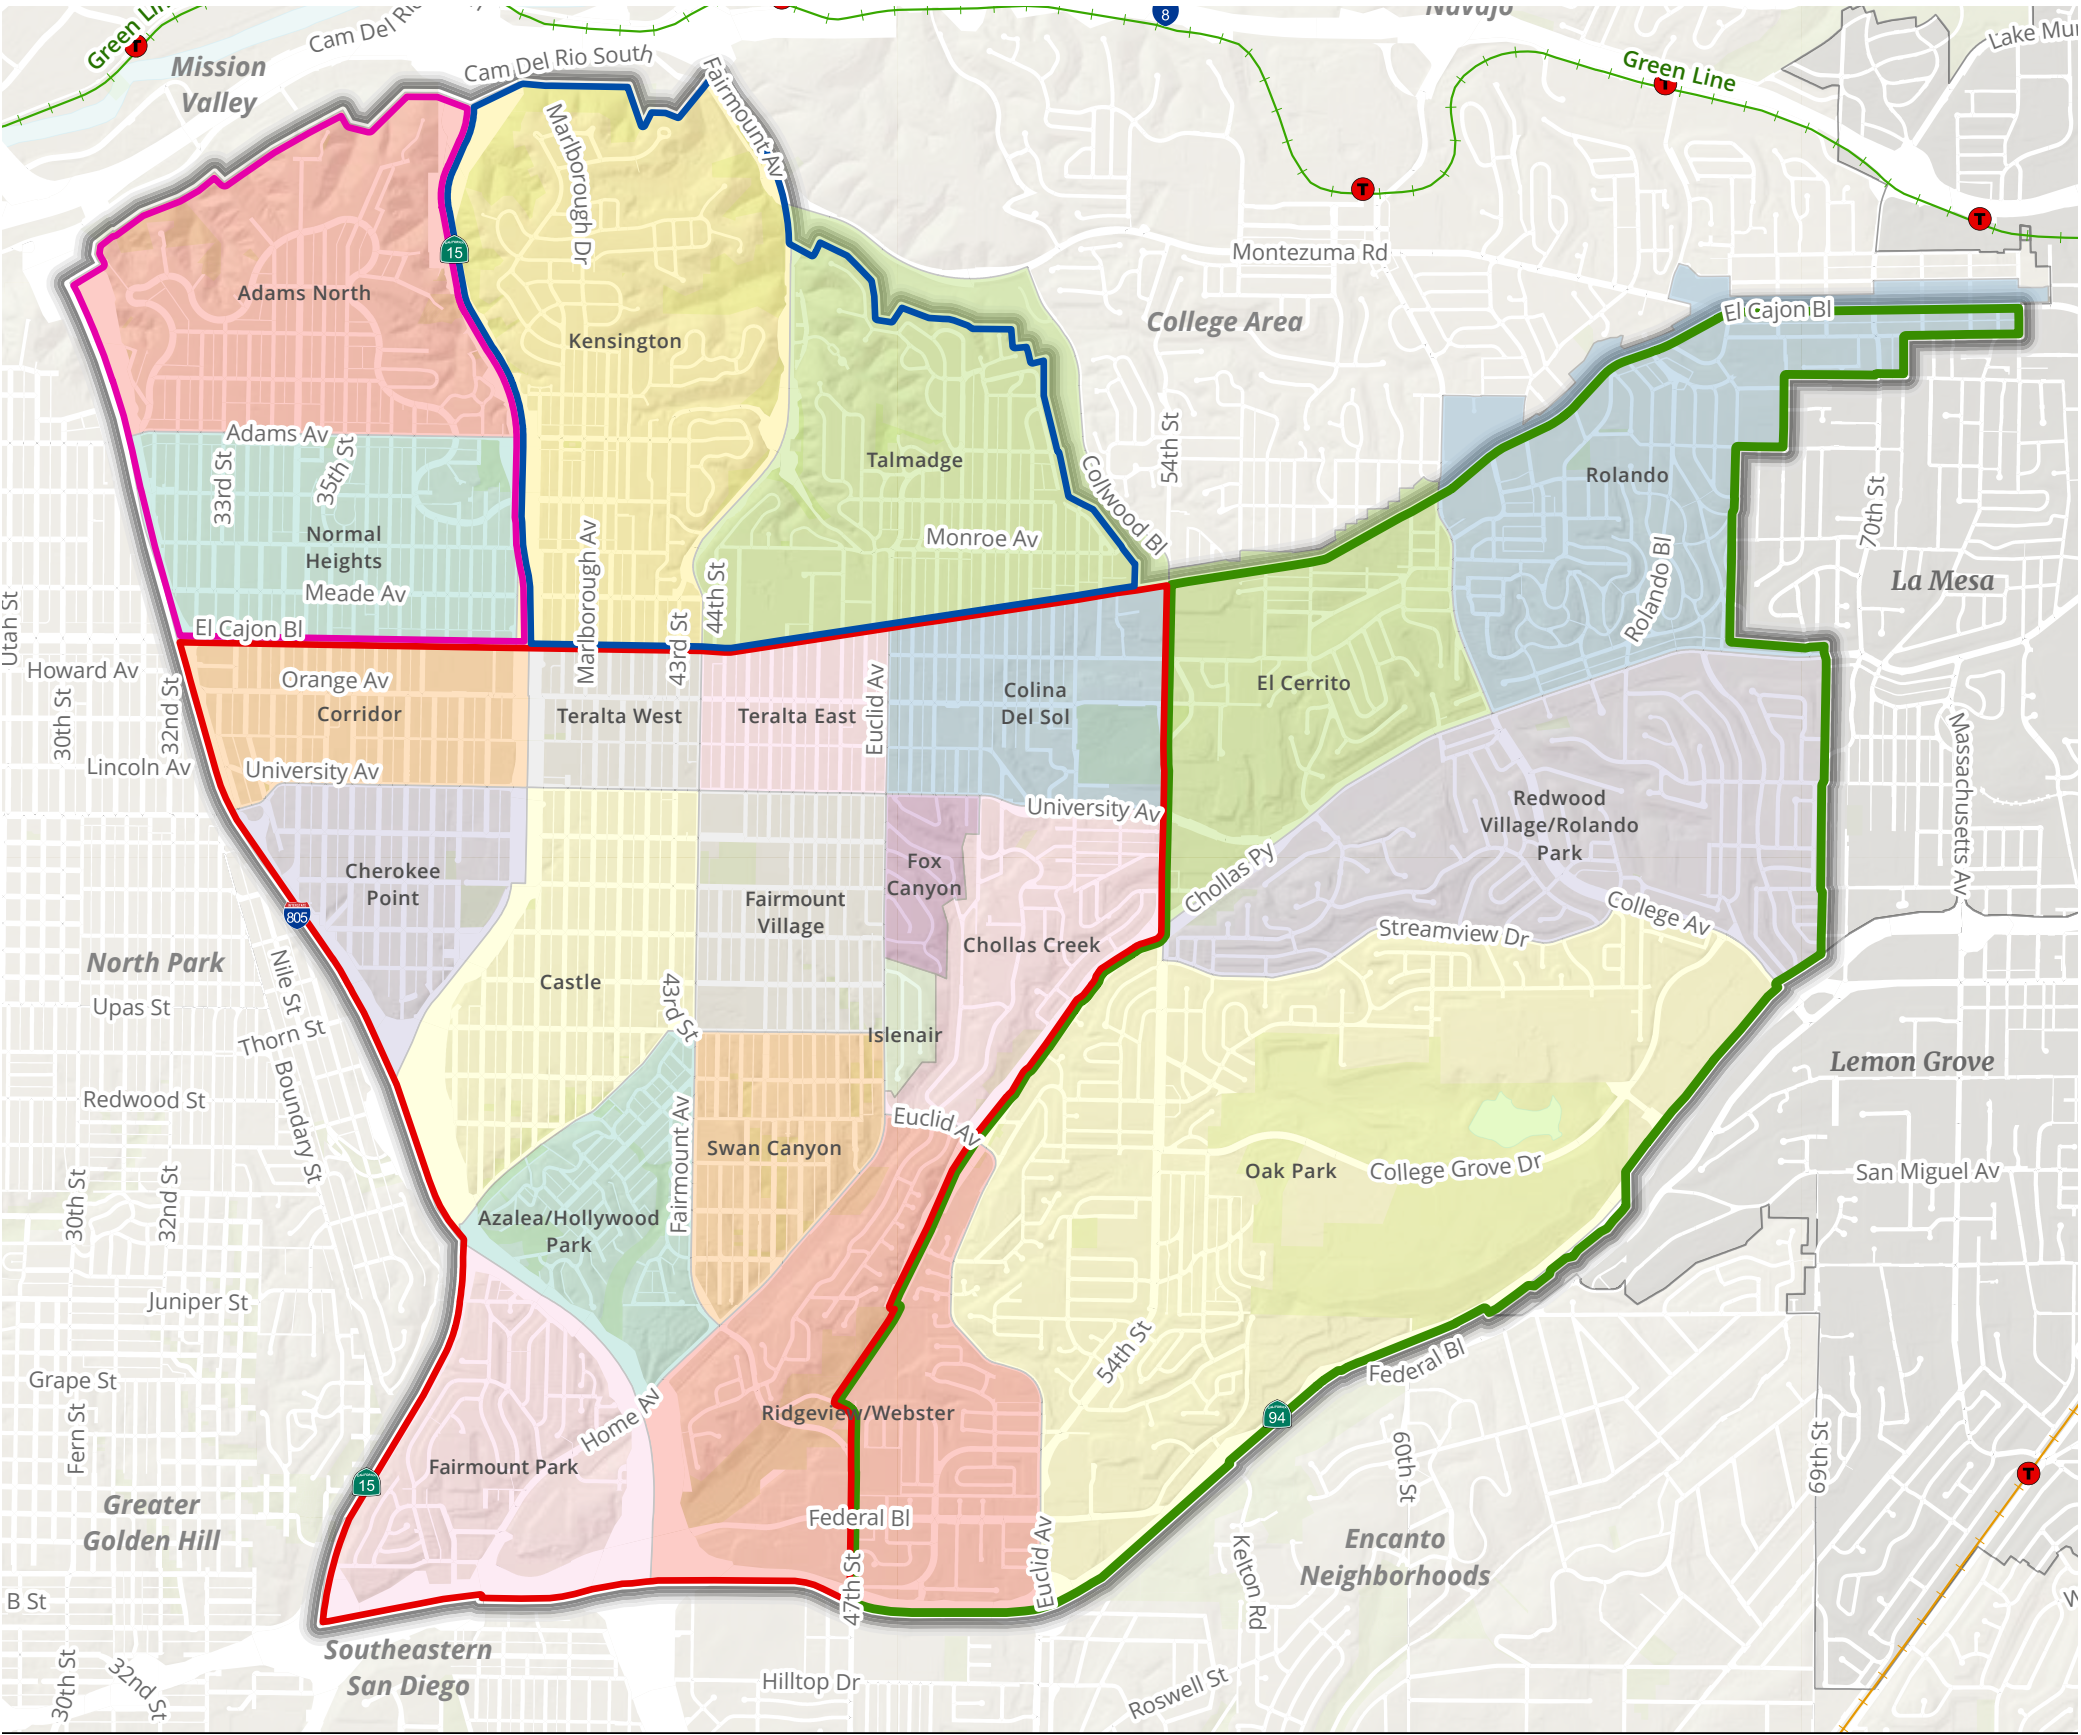 Green Lin
Cam Del Rio
8
Navajo
Lake Mur
Mission
Valley
T
Cam Del Rio South
Fairmount Av
Green Line
T
T
T
Marlborough Dr
Montezuma Rd
15
Adams North
College Area
El Cajon Bl
Kensington
Adams Av
33rd St
35th St
Talmadge
Collwood Bl
54th St
Rolando
70th St
Normal
Heights
Marlborough Av
Monroe Av
Meade Av
44th St
Rolando Bl
La Mesa
Utah St
El Cajon Bl
43rd St
Howard Av
30th St
32nd St
Orange Av
Corridor
Teralta West
Teralta East
Euclid Av
Colina
Del Sol
El Cerrito
Massachusetts Av
Lincoln Av
University Av
University Av
Redwood
Village/Rolando
Park
Cherokee
Point
Fox
Canyon
Chollas Py
805
Fairmount
Village
College Av
Streamview Dr
Chollas Creek
North Park
Nile St
Castle
43rd St
Upas St
Thorn St
Islenair
Lemon Grove
Boundary St
Redwood St
Fairmount Av
Euclid Av
Swan Canyon
Oak Park
College Grove Dr
San Miguel Av
30th St
32nd St
Azalea/Hollywood
Park
Juniper St
54th St
Federal Bl
Grape St
Fern St
Home Av
Ridgeview/Webster
94
60th St
69th St
Fairmount Park
15
T
Greater
Golden Hill
Federal Bl
Euclid Av
Kelton Rd
Encanto
Neighborhoods
47th St
B St
W
Southeastern
San Diego
30th St
32nd St
Hilltop Dr
Roswell St